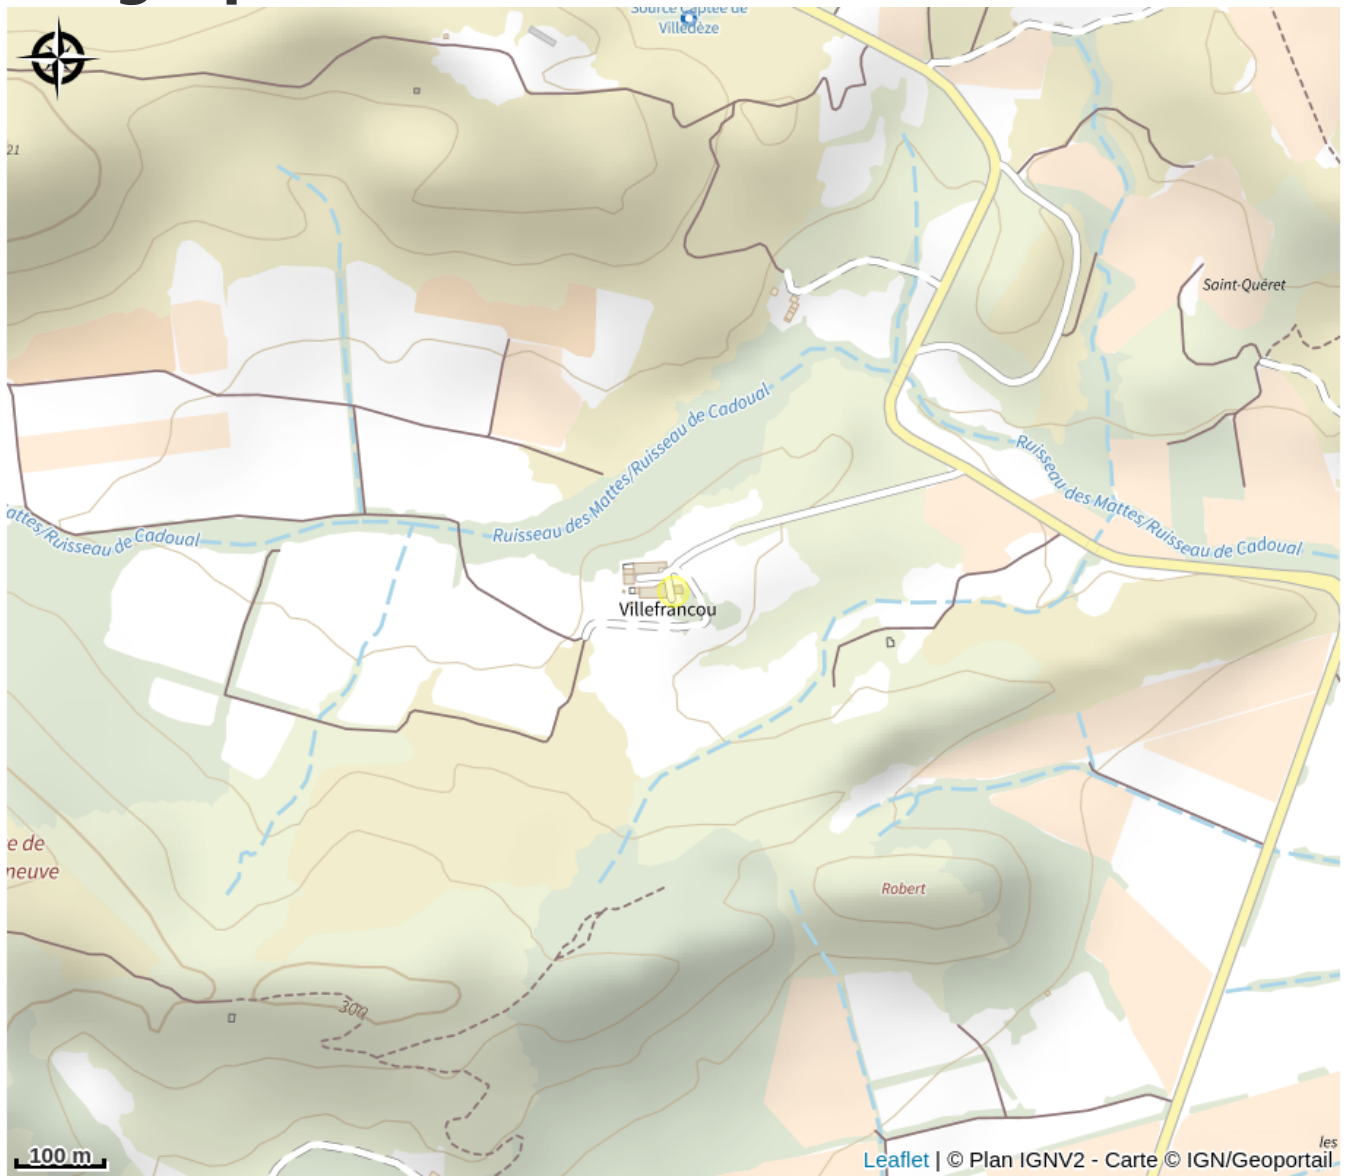 Source Captée de
Villedèze
21
Saint-Quéret
Ruisseau des Mattes/Ruisseau de Cadoual
Ruisseau des Mattes/Ruisseau de Cadoual
attes/Ruisseau de Cadoual
Villefrancou
e de
neuve
Robert
300
les
100 m
Leaflet | © Plan IGNV2 - Carte © IGN/Geoportail